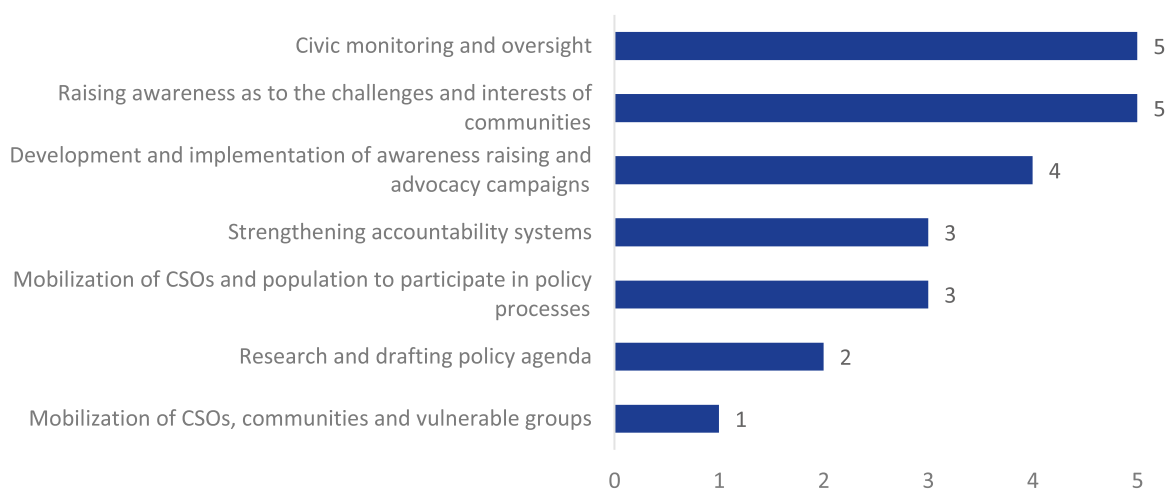 Civic monitoring and oversight 5
Raising awareness as to the challenges and interests of
communities 5
Development and implementation of awareness raising and
advocacy campaigns 4
Strengthening accountability systems 3
Mobilization of CSOs and population to participate in policy
processes 3
Research and drafting policy agenda 2
Mobilization of CSOs, communities and vulnerable groups 1
0 1 2 3 4 5